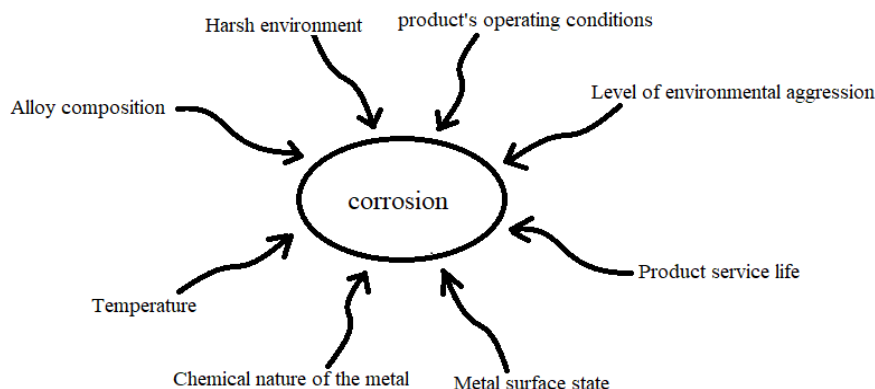 Harsh environment
product's operating conditions
Alloy composition
Level of environmental aggression
corrosion
Temperature
Product service life
Chemical nature of the metal
Metal surface state